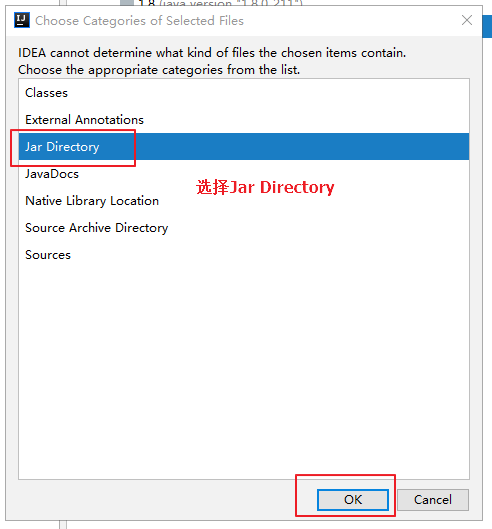 1.8 (java version "1.8.0_211")
Choose Categories of Selected Files
IDEA cannot determine what kind of files the chosen items contain.
Choose the appropriate categories from the list.
Classes
External Annotations
Jar Directory
JavaDocs
选择Jar Directory
Native Library Location
Source Archive Directory
Sources
OK
Cancel